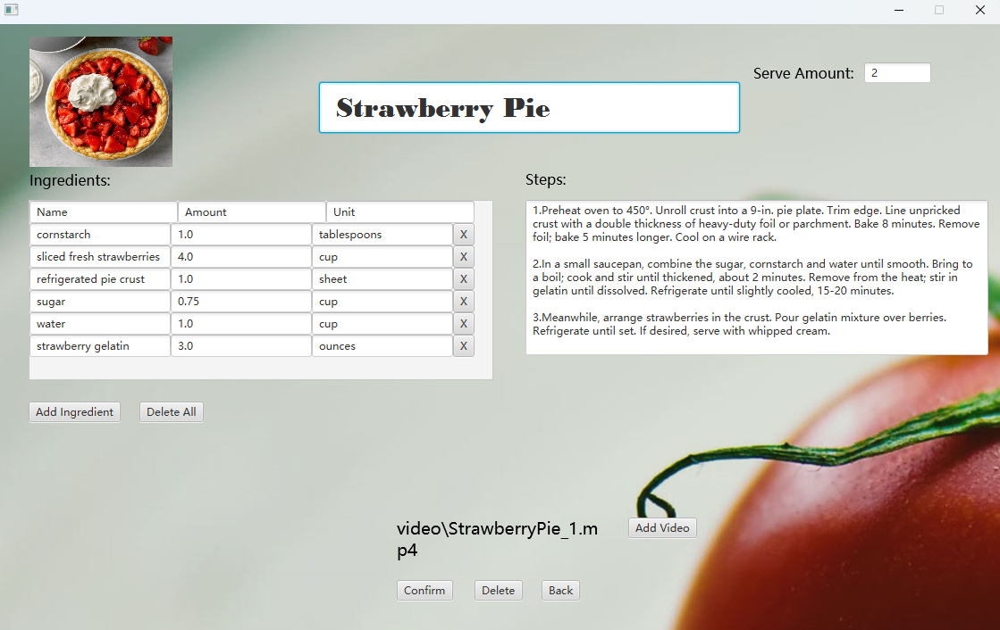 Serve Amount: 2
Strawberry Pie
Ingredients:
Name Amount Unit
cornstarch 1.0 tablespoons X
sliced fresh strawberries 4.0 cup X
refrigerated pie crust 1.0 sheet X
sugar 0.75 cup X
water 1.0 cup X
strawberry gelatin 3.0 ounces X
Add Ingredient Delete All
Steps:
1.Preheat oven to 450°. Unroll crust into a 9-in. pie plate. Trim edge. Line unpricked
crust with a double thickness of heavy-duty foil or parchment. Bake 8 minutes. Remove
foil; bake 5 minutes longer. Cool on a wire rack.
2.In a small saucepan, combine the sugar, cornstarch and water until smooth. Bring to
a boil; cook and stir until thickened, about 2 minutes. Remove from the heat; stir in
gelatin until dissolved. Refrigerate until slightly cooled, 15-20 minutes.
3.Meanwhile, arrange strawberries in the crust. Pour gelatin mixture over berries.
Refrigerate until set. If desired, serve with whipped cream.
video\StrawberryPie_1.m
p4
Add Video
Confirm Delete Back